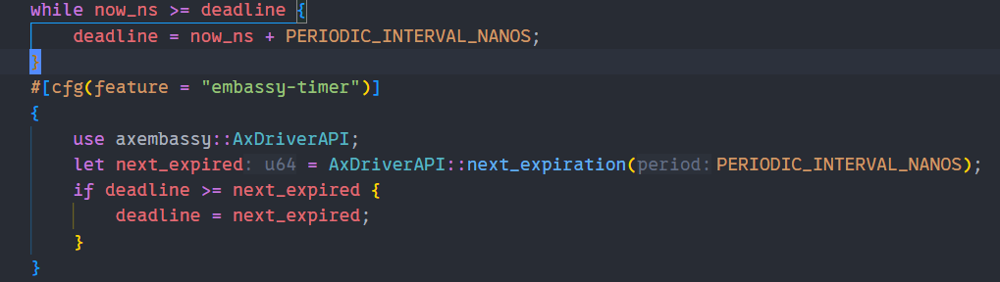 while now_ns >= deadline {
    deadline = now_ns + PERIODIC_INTERVAL_NANOS;
}
#[cfg(feature = "embassy-timer")]
{
    use axembassy::AxDriverAPI;
    let next_expired: u64 = AxDriverAPI::next_expiration(period: PERIODIC_INTERVAL_NANOS);
    if deadline >= next_expired {
        deadline = next_expired;
    }
}